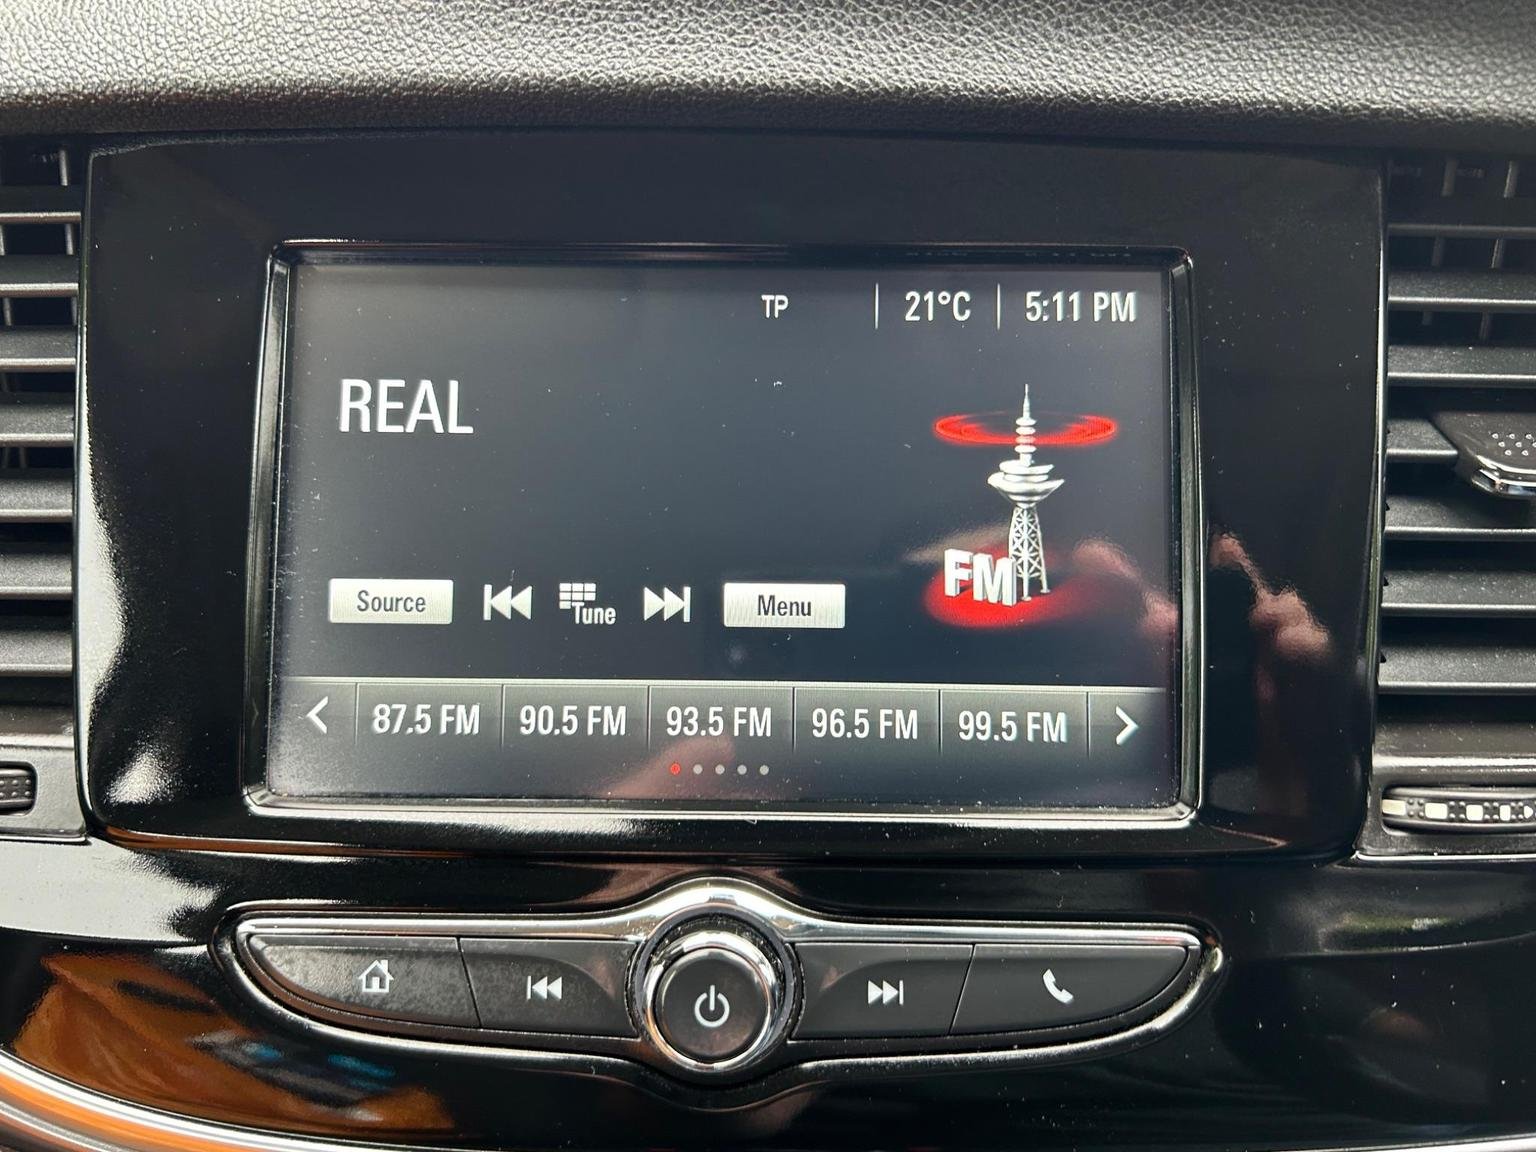 TP 21°C 5:11 PM
REAL
FM
Source Tune Menu
87.5 FM 90.5 FM 93.5 FM 96.5 FM 99.5 FM